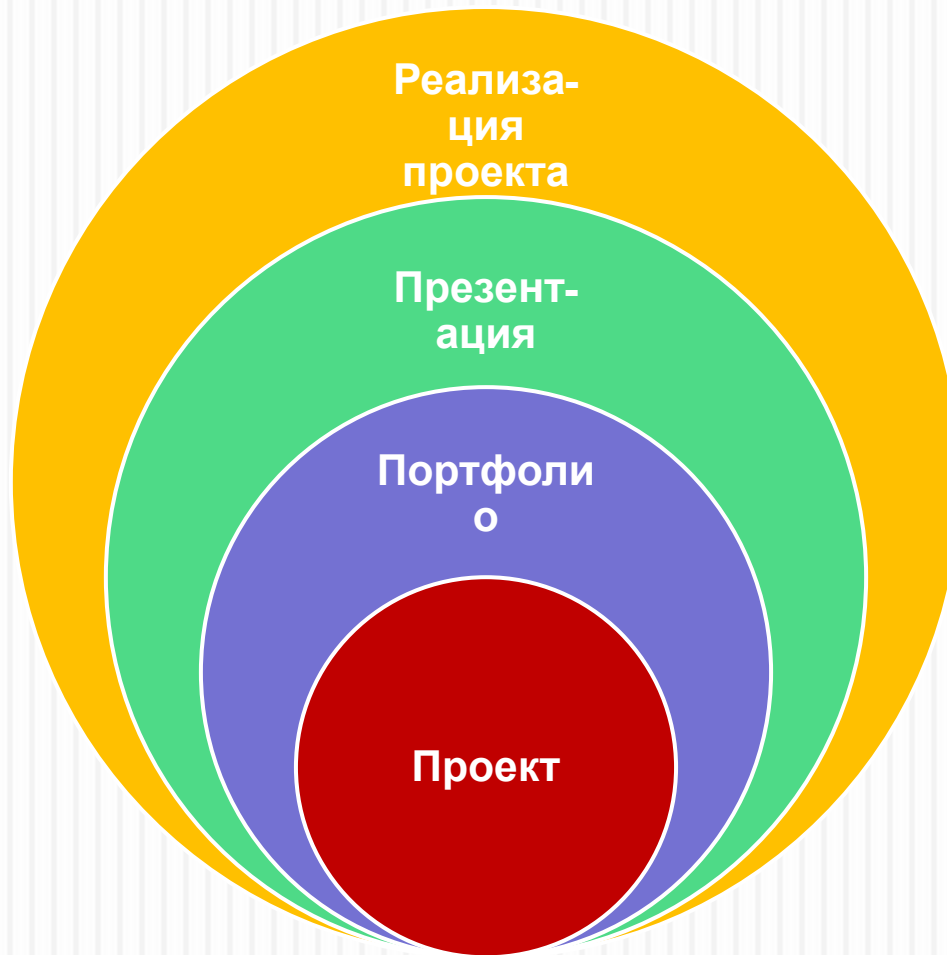 Реализа-
ция
проекта
Презент-
ация
Портфоли
о
Проект